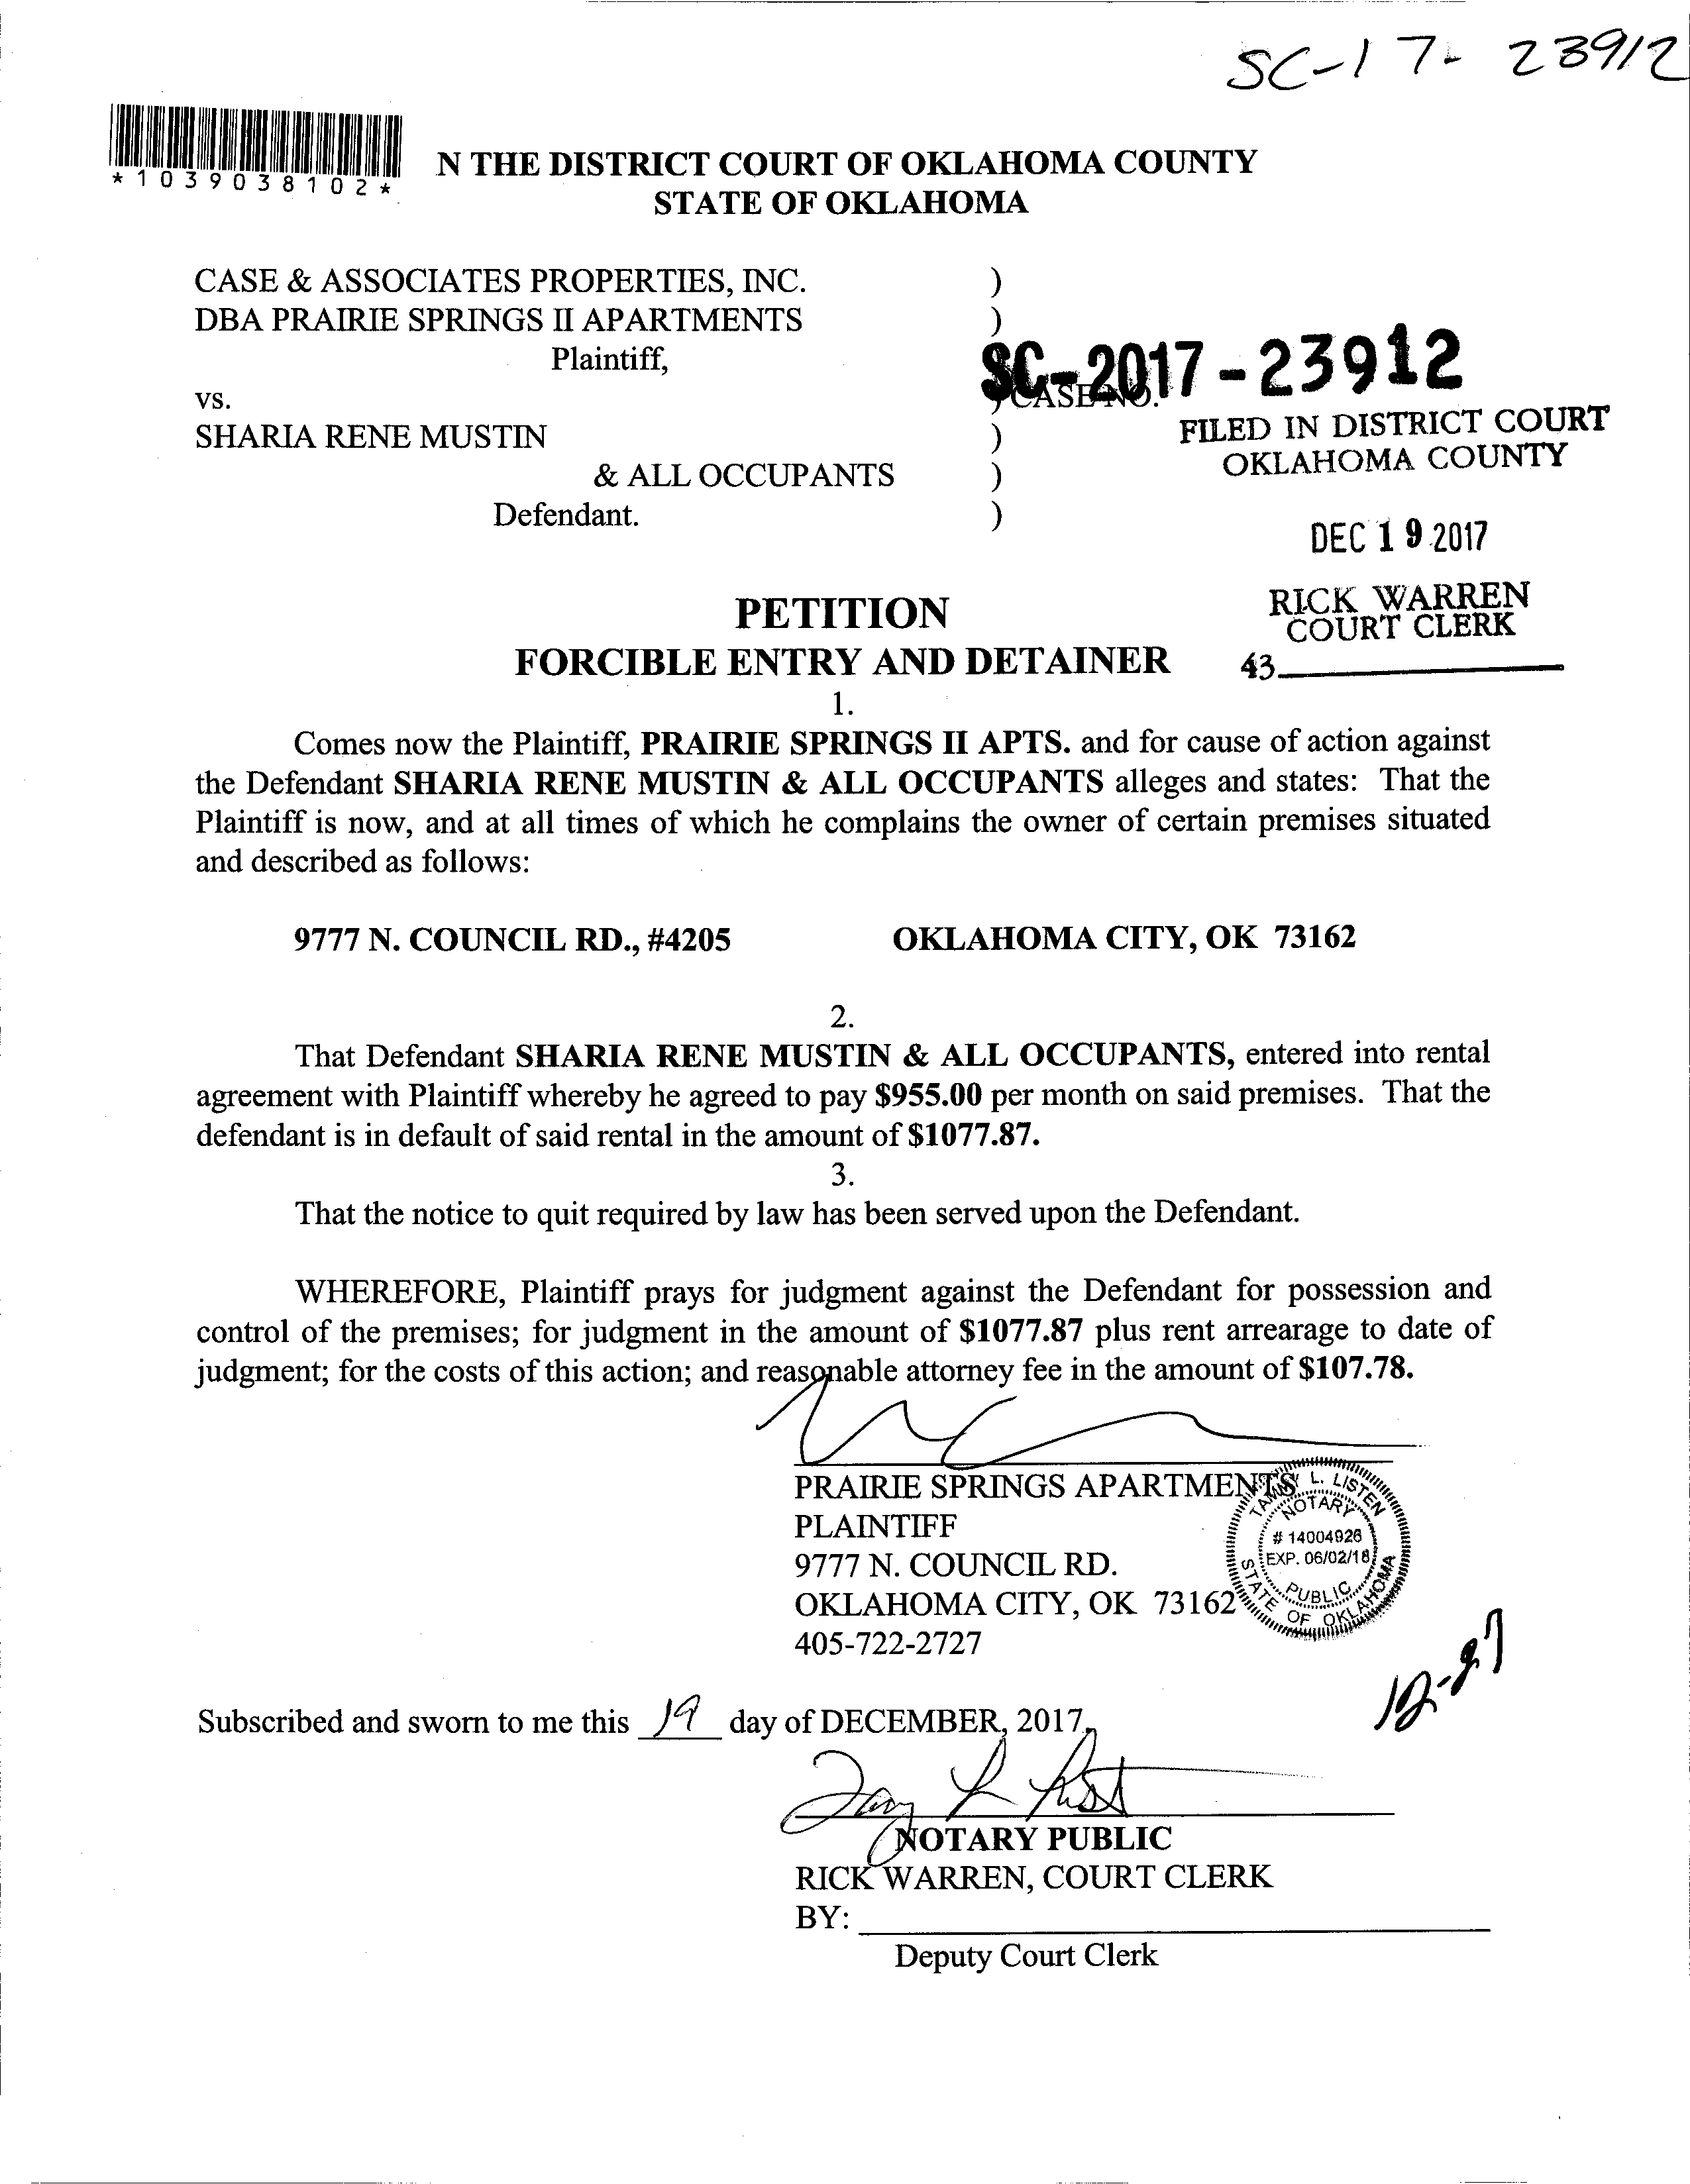 SC-17-23912
*1039038102*
N THE DISTRICT COURT OF OKLAHOMA COUNTY
STATE OF OKLAHOMA
CASE & ASSOCIATES PROPERTIES, INC. )
DBA PRAIRIE SPRINGS II APARTMENTS )
Plaintiff,
SC-2017-23912
vs. ) CASE NO.
SHARIA RENE MUSTIN )
& ALL OCCUPANTS )
Defendant. )
FILED IN DISTRICT COURT
OKLAHOMA COUNTY
DEC 19 2017
RICK WARREN
COURT CLERK
43
PETITION
FORCIBLE ENTRY AND DETAINER
1.
Comes now the Plaintiff, PRAIRIE SPRINGS II APTS. and for cause of action against
the Defendant SHARIA RENE MUSTIN & ALL OCCUPANTS alleges and states: That the
Plaintiff is now, and at all times of which he complains the owner of certain premises situated
and described as follows:
9777 N. COUNCIL RD., #4205 OKLAHOMA CITY, OK 73162
2.
That Defendant SHARIA RENE MUSTIN & ALL OCCUPANTS, entered into rental
agreement with Plaintiff whereby he agreed to pay $955.00 per month on said premises. That the
defendant is in default of said rental in the amount of $1077.87.
3.
That the notice to quit required by law has been served upon the Defendant.
WHEREFORE, Plaintiff prays for judgment against the Defendant for possession and
control of the premises; for judgment in the amount of $1077.87 plus rent arrearage to date of
judgment; for the costs of this action; and reasonable attorney fee in the amount of $107.78.
PRAIRIE SPRINGS APARTMENTS
PLAINTIFF
9777 N. COUNCIL RD.
OKLAHOMA CITY, OK 73162
405-722-2727
L. LISTEN
NOTARY
# 14004926
EXP. 06/02/18
PUBLIC
STATE OF OKLAHOMA
12-27
Subscribed and sworn to me this 19 day of DECEMBER, 2017.
NOTARY PUBLIC
RICK WARREN, COURT CLERK
BY:
Deputy Court Clerk